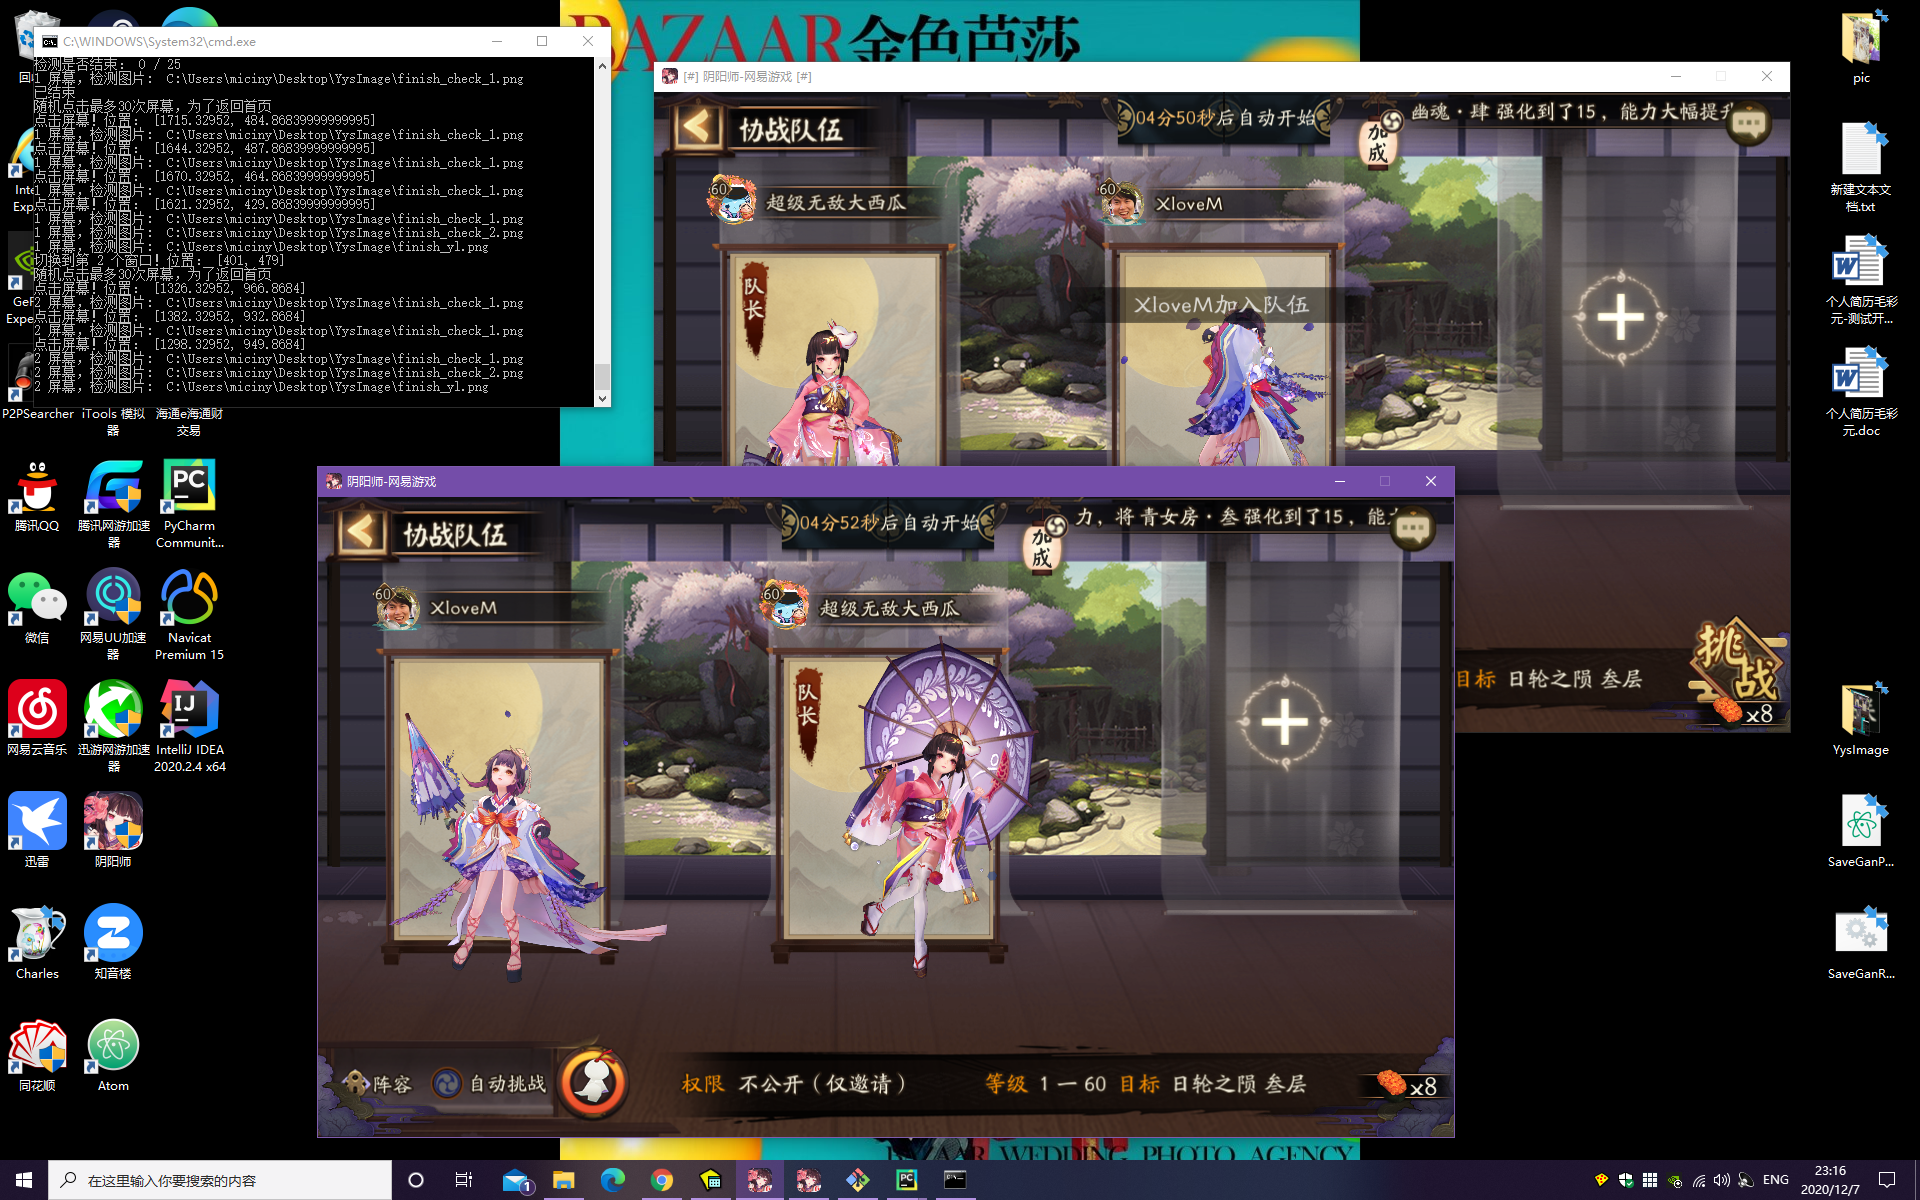 C:\WINDOWS\System32\cmd.exe
检测是否结束: 0 / 25
1 屏幕，检测图片: C:\Users\miciny\Desktop\YysImage\finish_check_1.png
已结束
随机点击最多30次屏幕，为了返回首页
点击屏幕！位置: [1715.32952, 484.86839999999995]
1 屏幕，检测图片: C:\Users\miciny\Desktop\YysImage\finish_check_1.png
点击屏幕！位置: [1644.32952, 487.86839999999995]
1 屏幕，检测图片: C:\Users\miciny\Desktop\YysImage\finish_check_1.png
点击屏幕！位置: [1670.32952, 464.86839999999995]
1 屏幕，检测图片: C:\Users\miciny\Desktop\YysImage\finish_check_1.png
点击屏幕！位置: [1621.32952, 429.86839999999995]
1 屏幕，检测图片: C:\Users\miciny\Desktop\YysImage\finish_check_1.png
1 屏幕，检测图片: C:\Users\miciny\Desktop\YysImage\finish_check_2.png
1 屏幕，检测图片: C:\Users\miciny\Desktop\YysImage\finish_yl.png
切换到第 2 个窗口！位置: [401, 479]
随机点击最多30次屏幕，为了返回首页
点击屏幕！位置: [1326.32952, 966.8684]
2 屏幕，检测图片: C:\Users\miciny\Desktop\YysImage\finish_check_1.png
点击屏幕！位置: [1382.32952, 932.8684]
2 屏幕，检测图片: C:\Users\miciny\Desktop\YysImage\finish_check_1.png
点击屏幕！位置: [1298.32952, 949.8684]
2 屏幕，检测图片: C:\Users\miciny\Desktop\YysImage\finish_check_1.png
2 屏幕，检测图片: C:\Users\miciny\Desktop\YysImage\finish_check_2.png
2 屏幕，检测图片: C:\Users\miciny\Desktop\YysImage\finish_yl.png
BAZAAR 金色芭莎
[#] 阴阳师-网易游戏 [#]
协战队伍
04分50秒后自动开始
加成
幽魂·肆 强化到了15，能力大幅提升
60
超级无敌大西瓜
60
XloveM
队长
XloveM加入队伍
目标 日轮之陨 叁层
挑战
x8
阴阳师-网易游戏
协战队伍
04分52秒后自动开始
加成
力，将 青女房·叁 强化到了15，能
60
XloveM
60
超级无敌大西瓜
队长
阵容
自动挑战
权限 不公开（仅邀请）
等级 1 一 60 目标 日轮之陨 叁层
x8
BAZAAR WEDDING PHOTO AGENCY
回
Inte
Exp
GeF
Expe
P2PSearcher
iTools 模拟器
海通e海通财交易
腾讯QQ
腾讯网游加速器
PyCharm Communit...
微信
网易UU加速器
Navicat Premium 15
网易云音乐
迅游网游加速器
IntelliJ IDEA 2020.2.4 x64
迅雷
阴阳师
Charles
知音楼
同花顺
Atom
pic
新建文本文档.txt
个人简历毛彩元-测试开...
个人简历毛彩元.doc
YysImage
SaveGanP...
SaveGanR...
在这里输入你要搜索的内容
1
ENG
23:16
2020/12/7